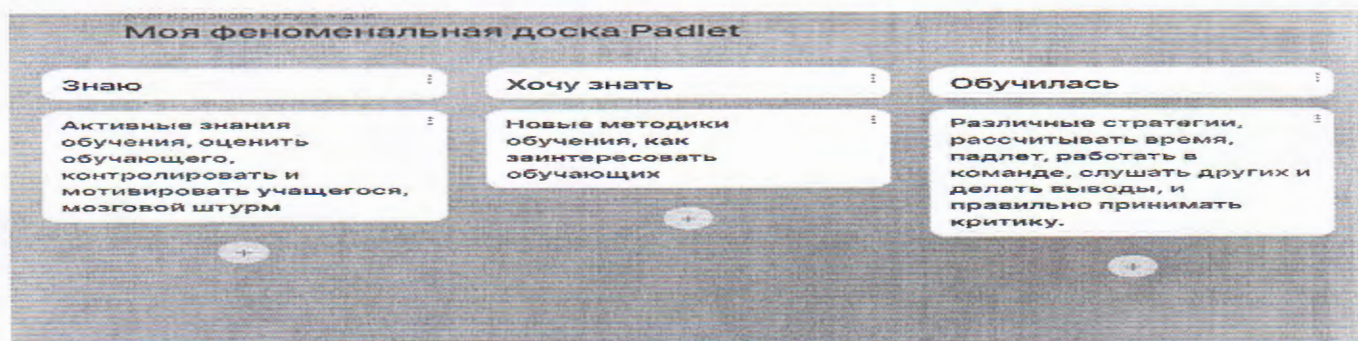 Моя феноменальная доска Padlet
Знаю
Активные знания
обучения, оценить
обучающего,
контролировать и
мотивировать учащегося,
мозговой штурм
Хочу знать
Новые методики
обучения, как
заинтересовать
обучающих
Обучилась
Различные стратегии,
рассчитывать время,
падлет, работать в
команде, слушать других и
делать выводы, и
правильно принимать
критику.